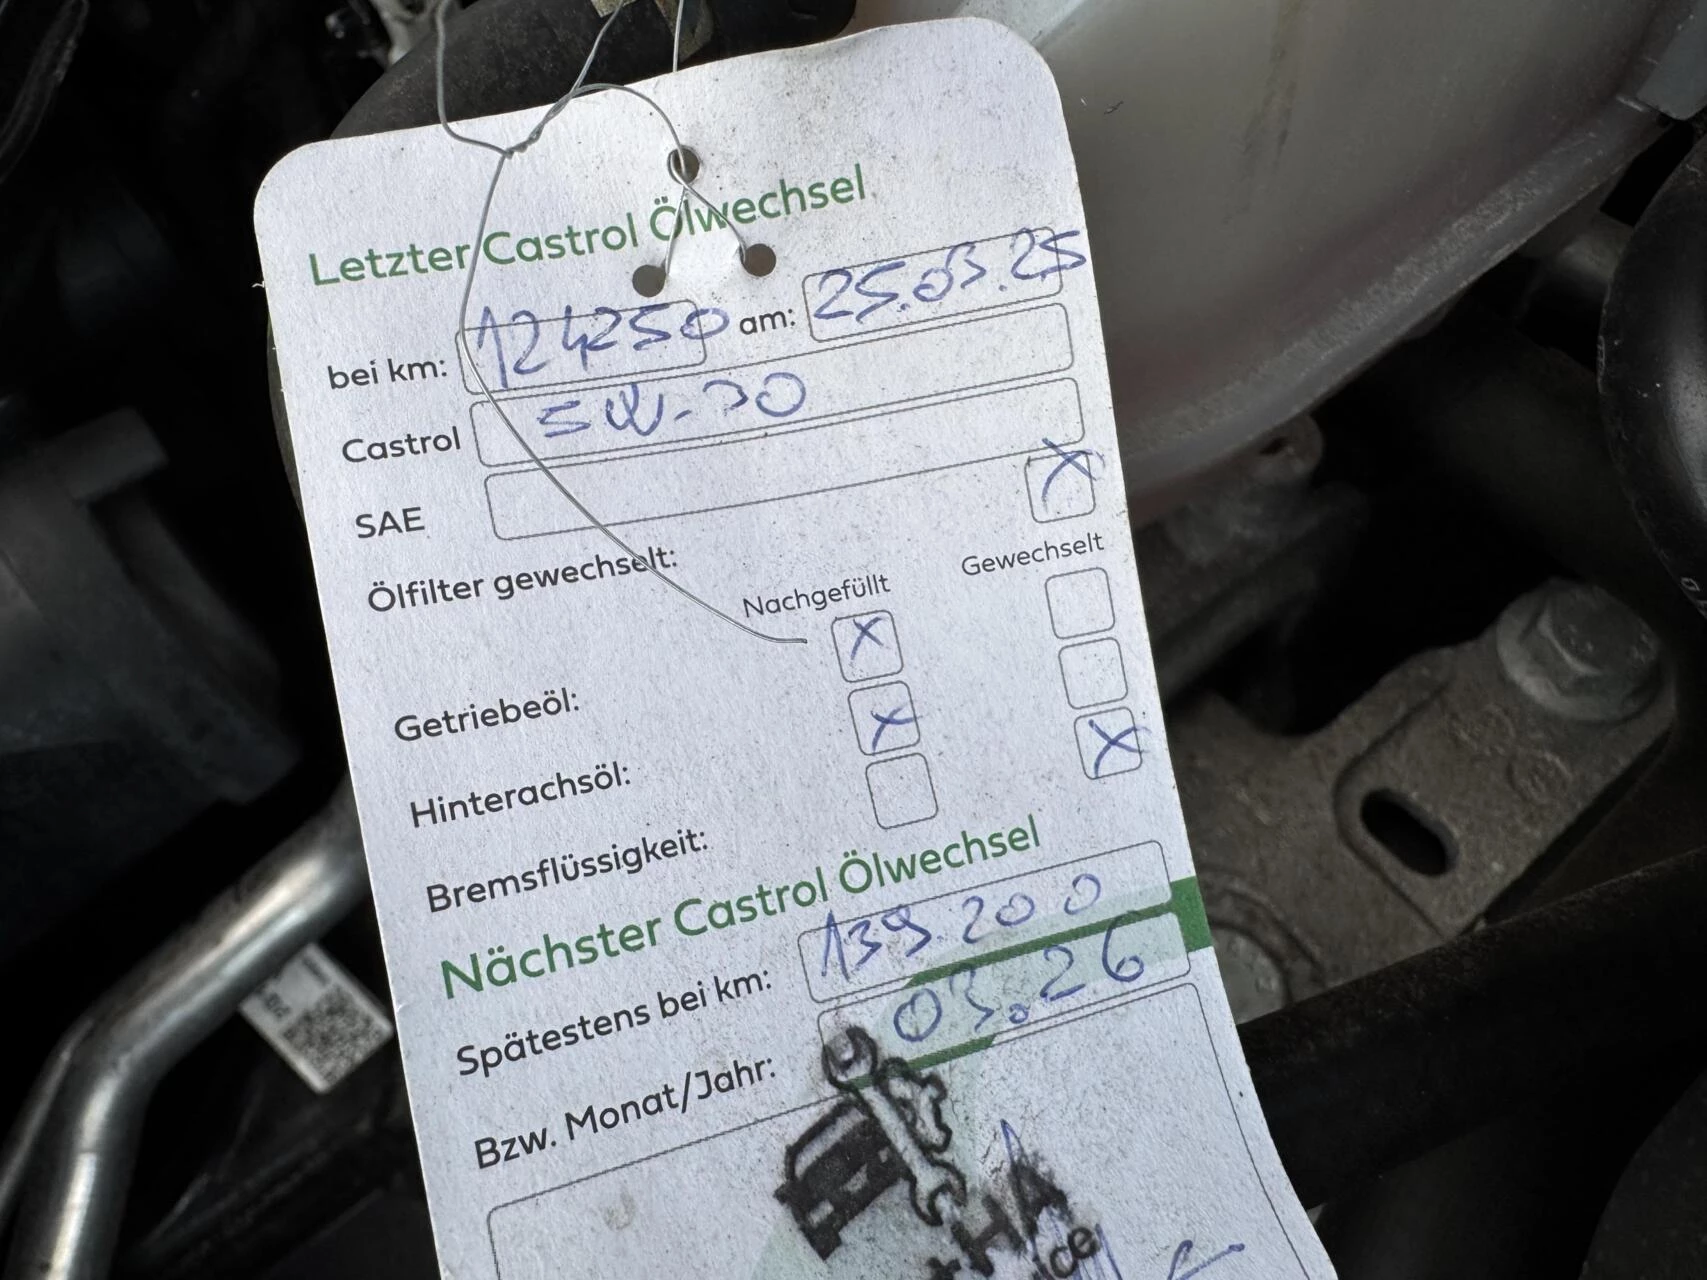 Letzter Castrol Ölwechsel
bei km: 124250 am: 25.03.25
Castrol 5W-30
SAE
Ölfilter gewechselt: X
Nachgefüllt Gewechselt
Getriebeöl: X
Hinterachsöl: X
Bremsflüssigkeit: X
Nächster Castrol Ölwechsel
Spätestens bei km: 139.200
Bzw. Monat/Jahr: 03.26